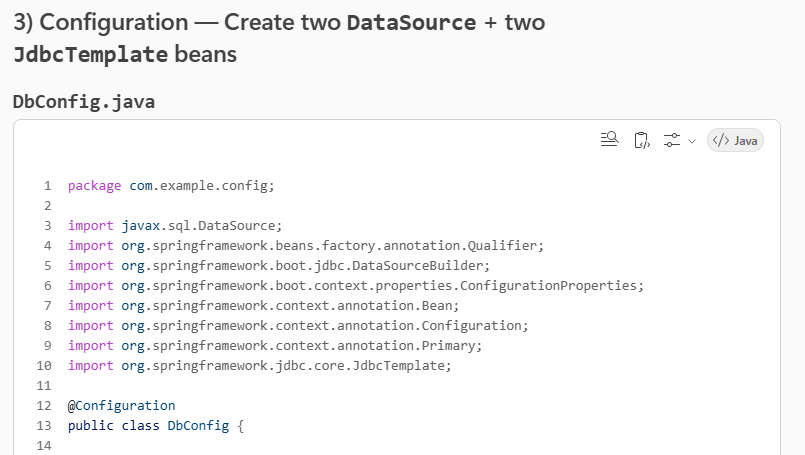 3) Configuration — Create two DataSource + two
JdbcTemplate beans
DbConfig.java
Java
1 package com.example.config;
2
3 import javax.sql.DataSource;
4 import org.springframework.beans.factory.annotation.Qualifier;
5 import org.springframework.boot.jdbc.DataSourceBuilder;
6 import org.springframework.boot.context.properties.ConfigurationProperties;
7 import org.springframework.context.annotation.Bean;
8 import org.springframework.context.annotation.Configuration;
9 import org.springframework.context.annotation.Primary;
10 import org.springframework.jdbc.core.JdbcTemplate;
11
12 @Configuration
13 public class DbConfig {
14